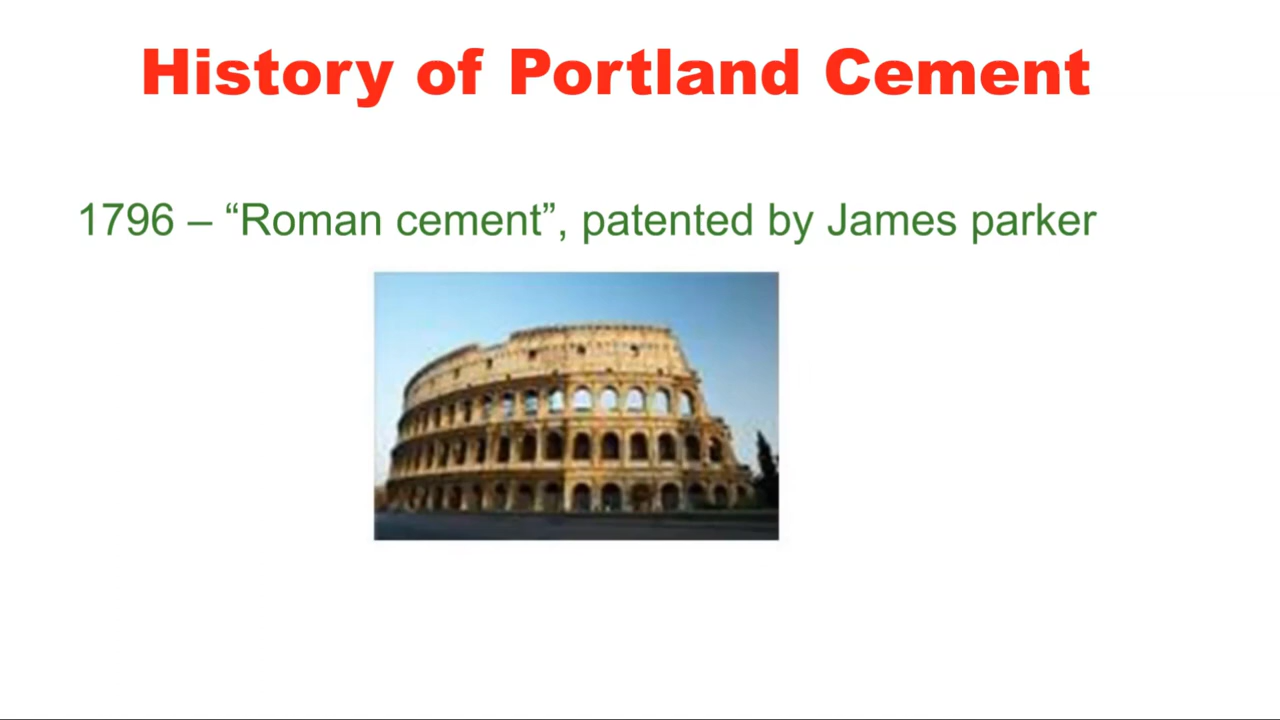 History of Portland Cement
1796 – “Roman cement”, patented by James parker